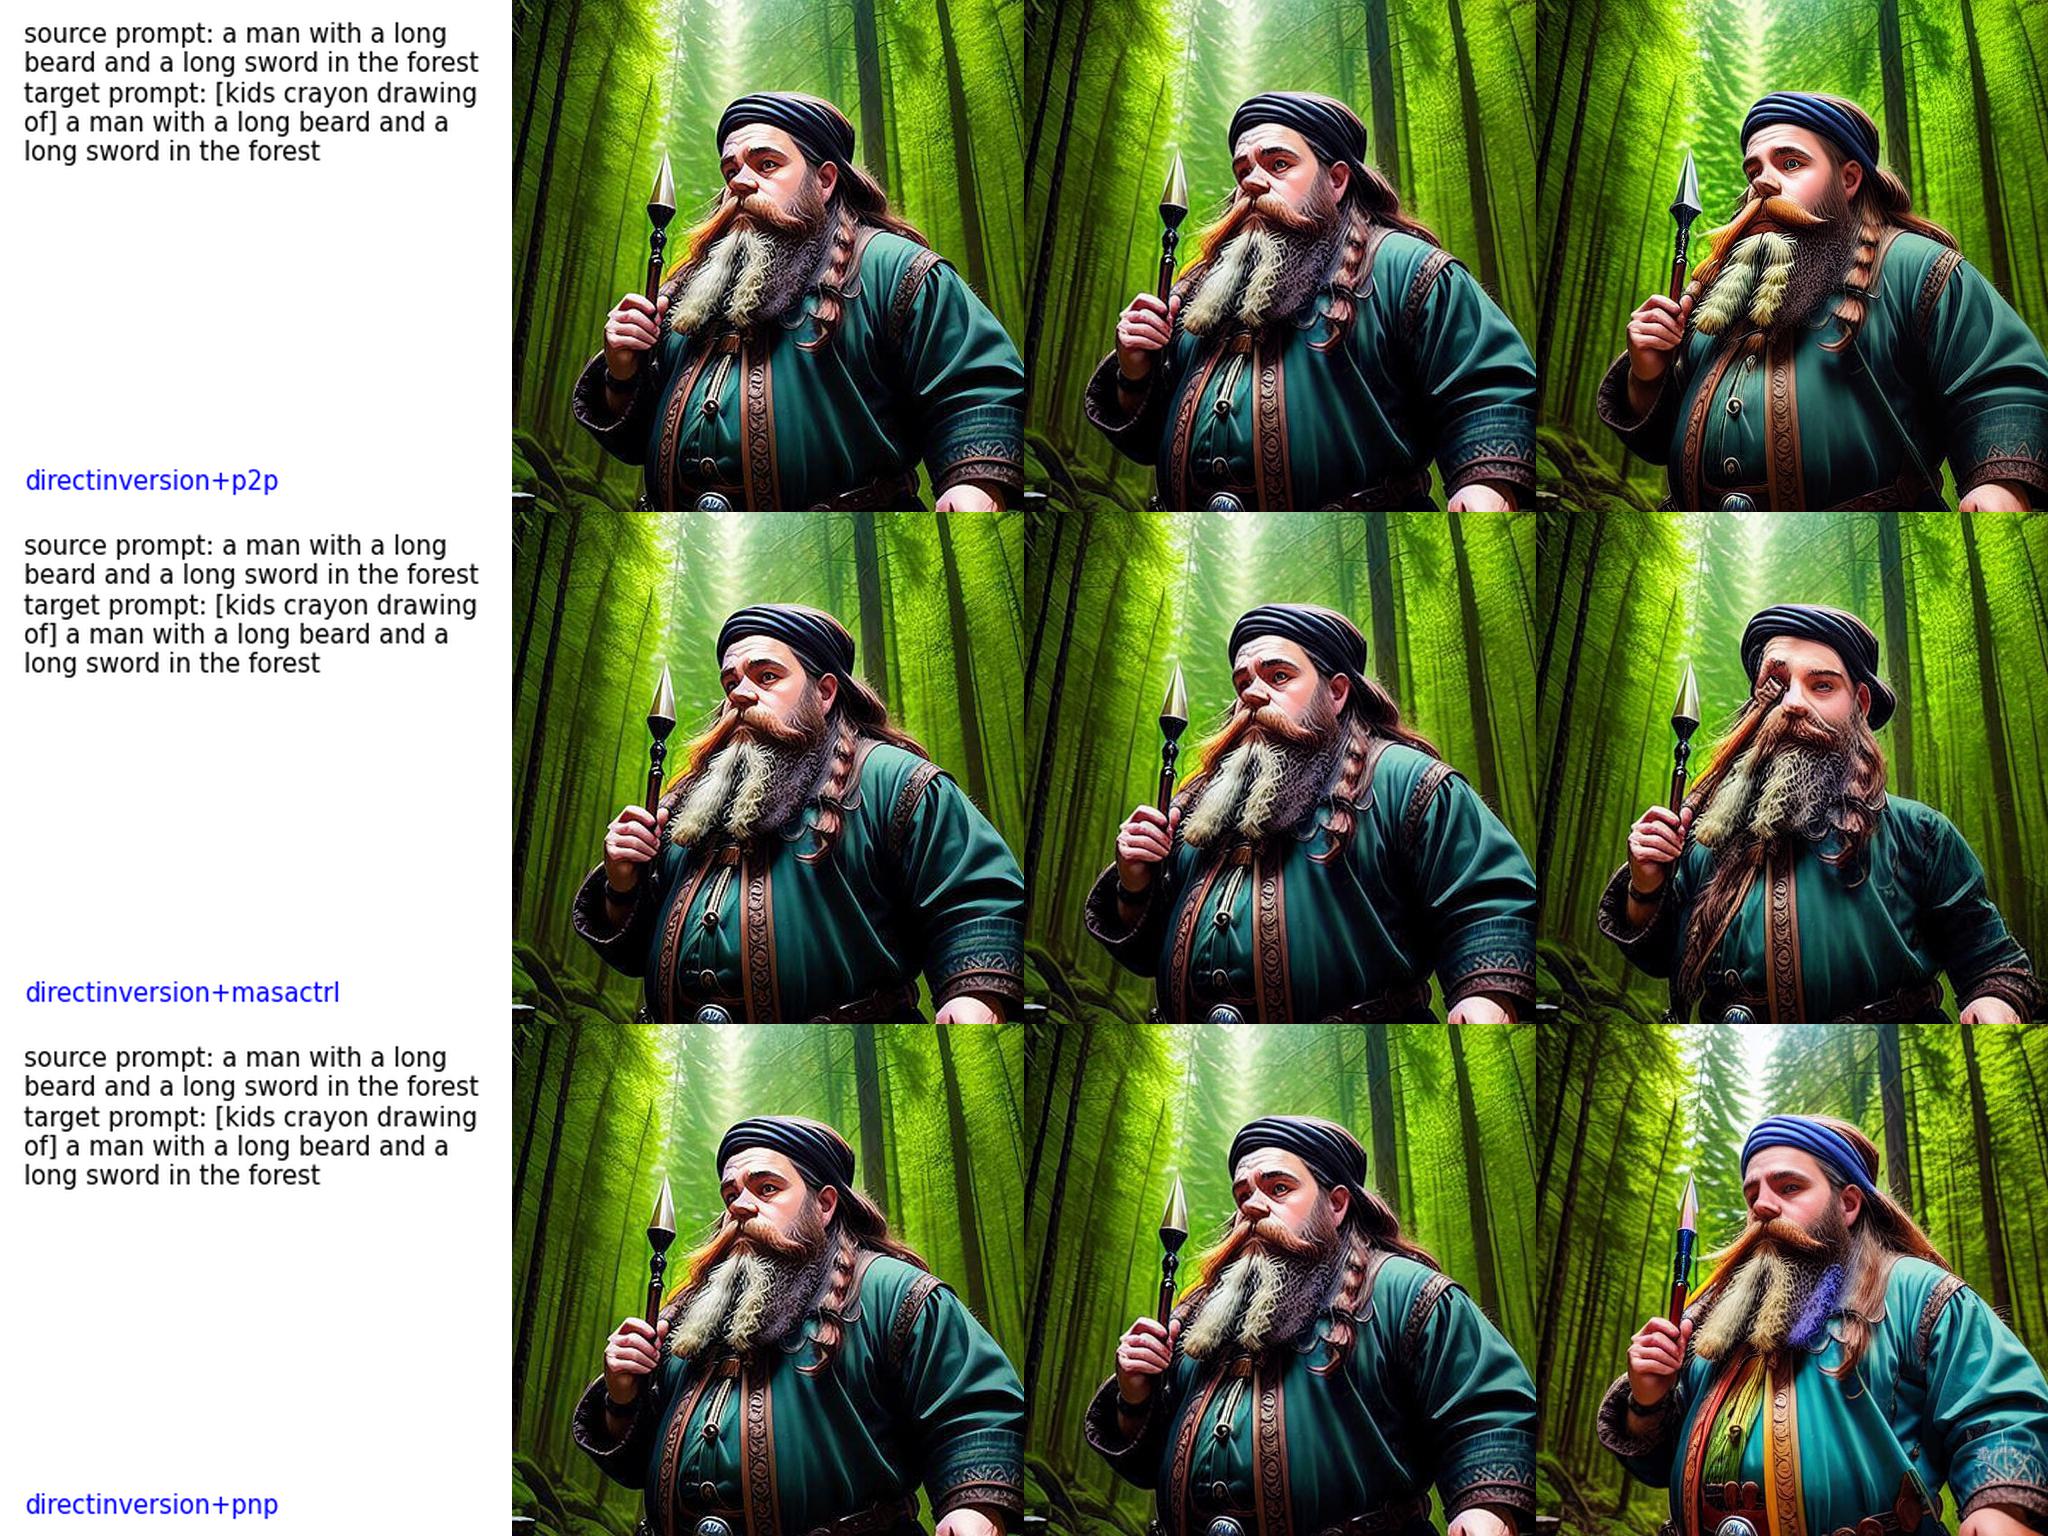 source prompt: a man with a long
beard and a long sword in the forest
target prompt: [kids crayon drawing
of] a man with a long beard and a
long sword in the forest
directinversion+p2p
source prompt: a man with a long
beard and a long sword in the forest
target prompt: [kids crayon drawing
of] a man with a long beard and a
long sword in the forest
directinversion+masactrl
source prompt: a man with a long
beard and a long sword in the forest
target prompt: [kids crayon drawing
of] a man with a long beard and a
long sword in the forest
directinversion+pnp